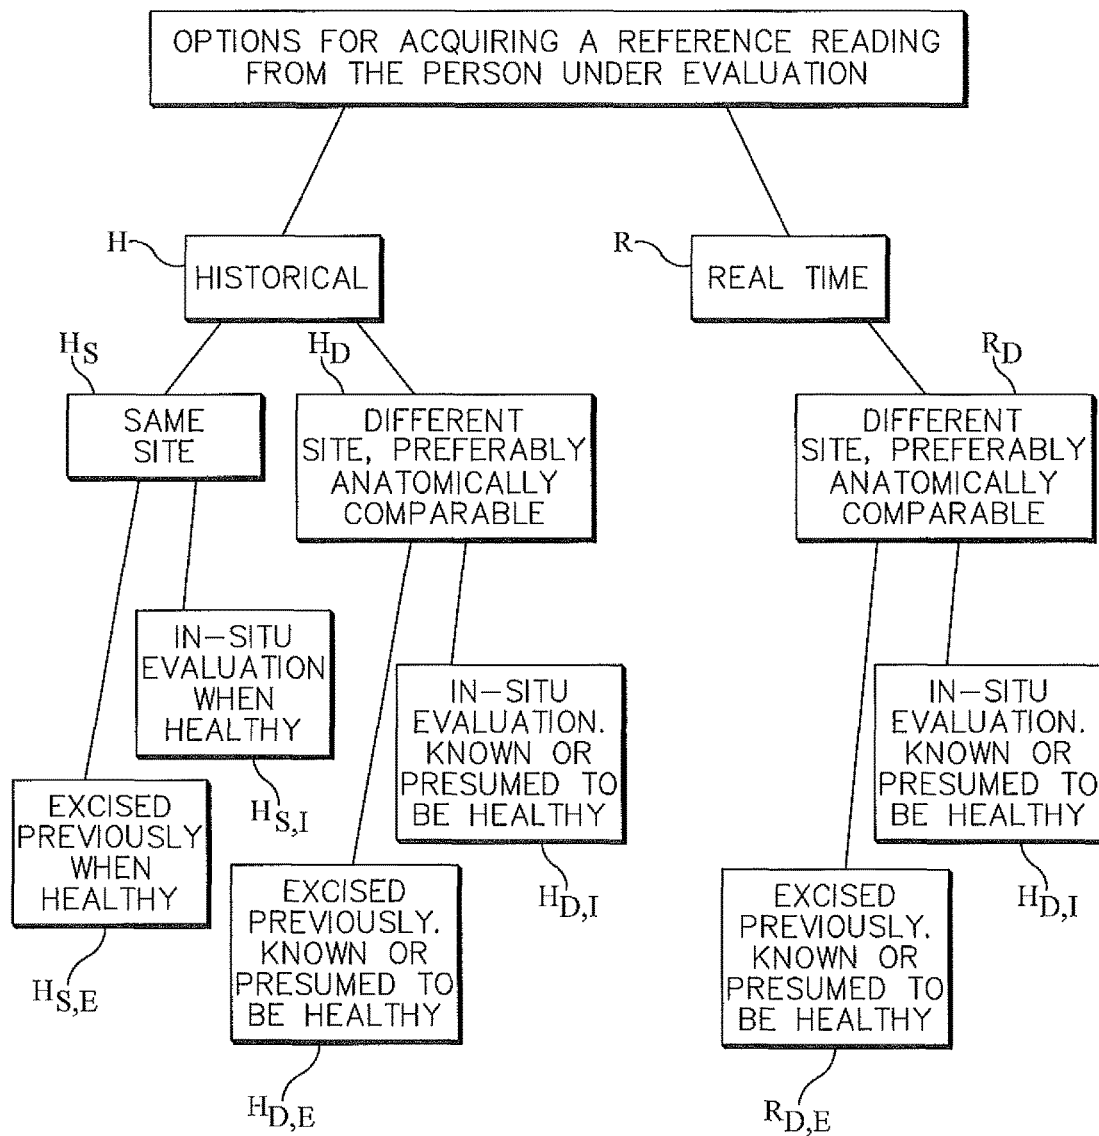 OPTIONS FOR ACQUIRING A REFERENCE READING
FROM THE PERSON UNDER EVALUATION
H
HISTORICAL
R
REAL TIME
HS
SAME
SITE
HD
DIFFERENT
SITE, PREFERABLY
ANATOMICALLY
COMPARABLE
RD
DIFFERENT
SITE, PREFERABLY
ANATOMICALLY
COMPARABLE
IN-SITU
EVALUATION
WHEN
HEALTHY
HS,I
IN-SITU
EVALUATION.
KNOWN OR
PRESUMED TO
BE HEALTHY
HD,I
IN-SITU
EVALUATION.
KNOWN OR
PRESUMED TO
BE HEALTHY
HD,I
EXCISED
PREVIOUSLY
WHEN
HEALTHY
HS,E
EXCISED
PREVIOUSLY.
KNOWN OR
PRESUMED TO
BE HEALTHY
HD,E
EXCISED
PREVIOUSLY.
KNOWN OR
PRESUMED TO
BE HEALTHY
RD,E